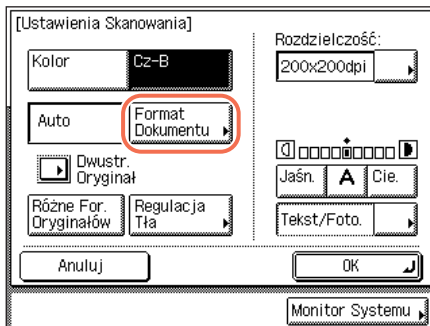 [Ustawienia Skanowania]
Rozdzielczość:
Kolor
Cz-B
200x200dpi
Auto
Format
Dokumentu
Dwustr.
Oryginał
Jaśn.
A
Cie.
Różne For.
Oryginałów
Regulacja
Tła
Tekst/Foto.
Anuluj
OK
Monitor Systemu